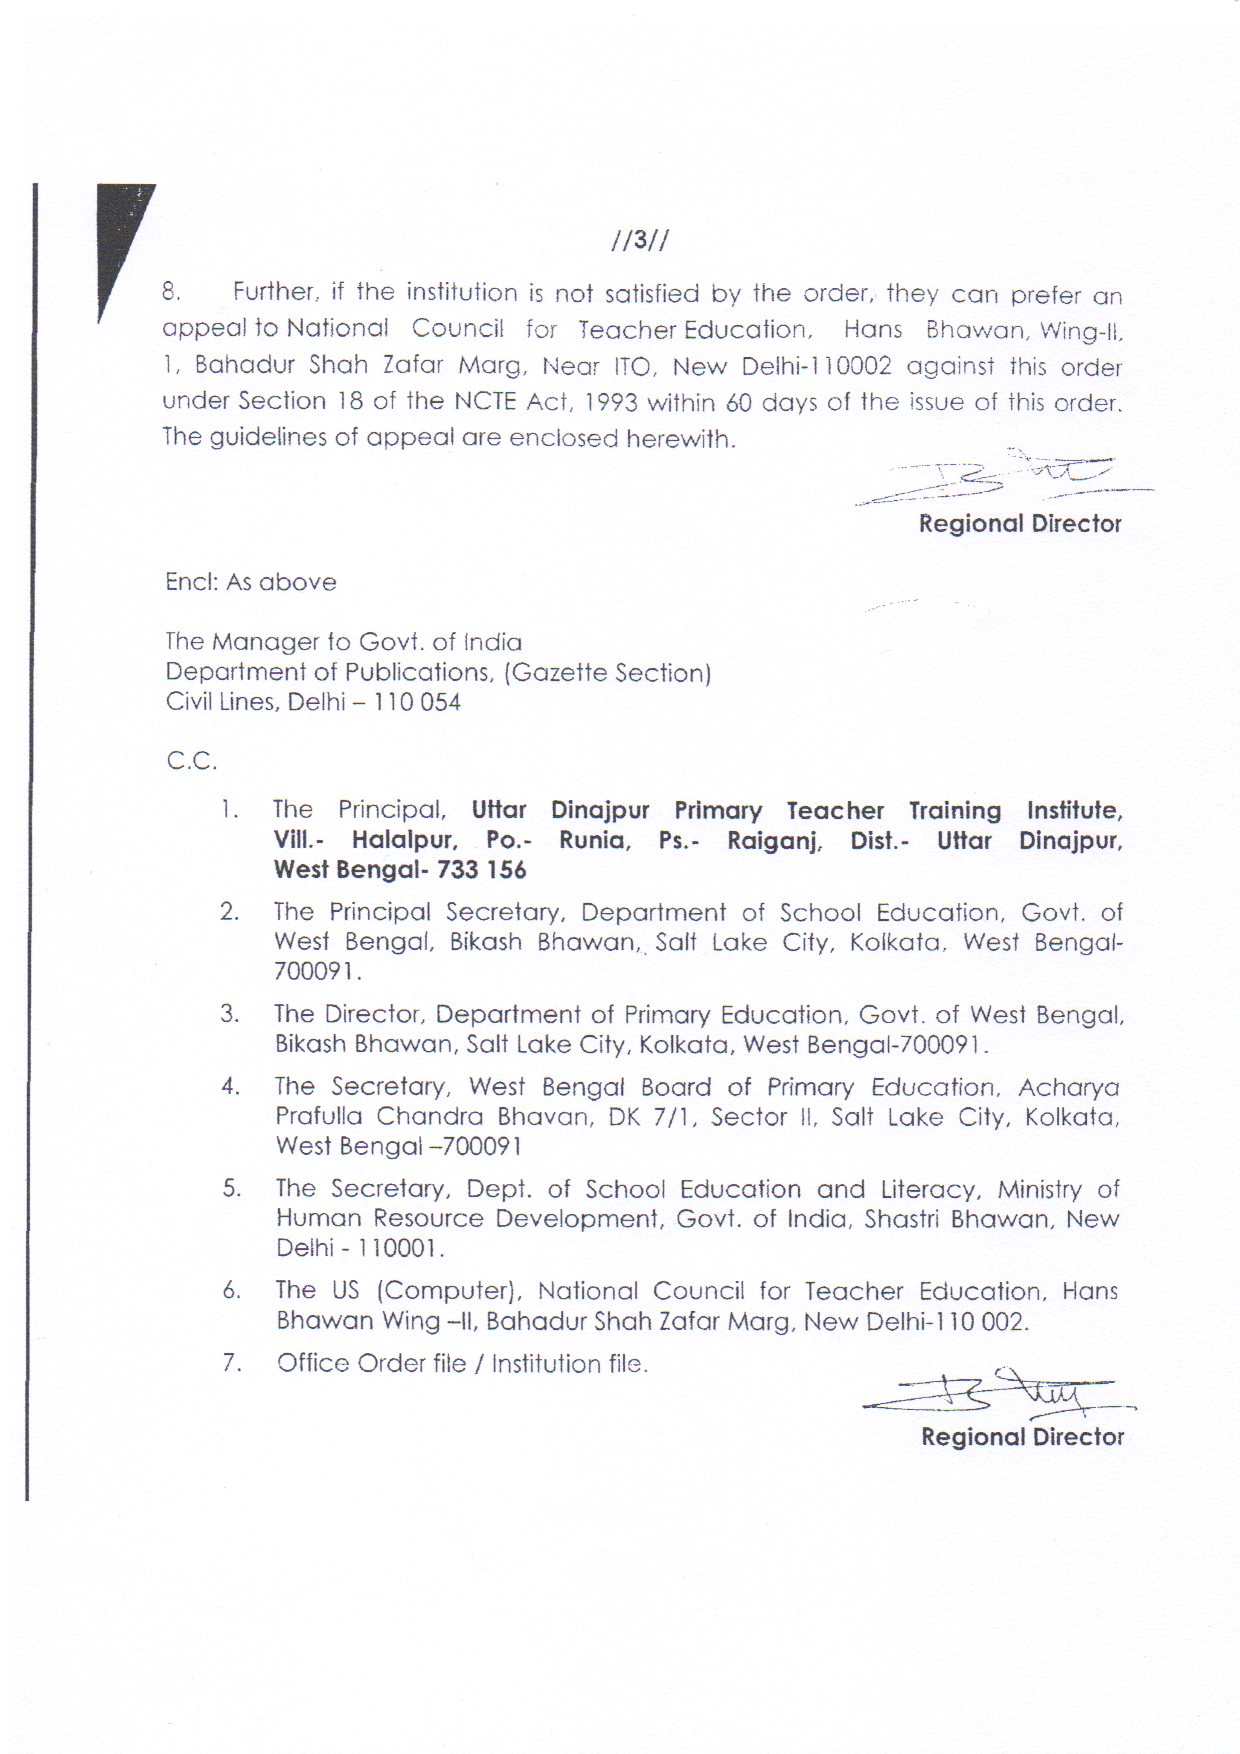 //3//
8. Further, if the institution is not satisfied by the order, they can prefer an
appeal to National Council for Teacher Education, Hans Bhawan, Wing-II,
1, Bahadur Shah Zafar Marg, Near ITO, New Delhi-110002 against this order
under Section 18 of the NCTE Act, 1993 within 60 days of the issue of this order.
The guidelines of appeal are enclosed herewith.
Regional Director
Encl: As above
The Manager to Govt. of India
Department of Publications, (Gazette Section)
Civil Lines, Delhi – 110 054
C.C.
1. The Principal, Uttar Dinajpur Primary Teacher Training Institute,
Vill.- Halalpur, Po.- Runia, Ps.- Raiganj, Dist.- Uttar Dinajpur,
West Bengal- 733 156
2. The Principal Secretary, Department of School Education, Govt. of
West Bengal, Bikash Bhawan, Salt Lake City, Kolkata, West Bengal-
700091.
3. The Director, Department of Primary Education, Govt. of West Bengal,
Bikash Bhawan, Salt Lake City, Kolkata, West Bengal-700091.
4. The Secretary, West Bengal Board of Primary Education, Acharya
Prafulla Chandra Bhavan, DK 7/1, Sector II, Salt Lake City, Kolkata,
West Bengal –700091
5. The Secretary, Dept. of School Education and Literacy, Ministry of
Human Resource Development, Govt. of India, Shastri Bhawan, New
Delhi - 110001.
6. The US (Computer), National Council for Teacher Education, Hans
Bhawan Wing –II, Bahadur Shah Zafar Marg, New Delhi-110 002.
7. Office Order file / Institution file.
Regional Director